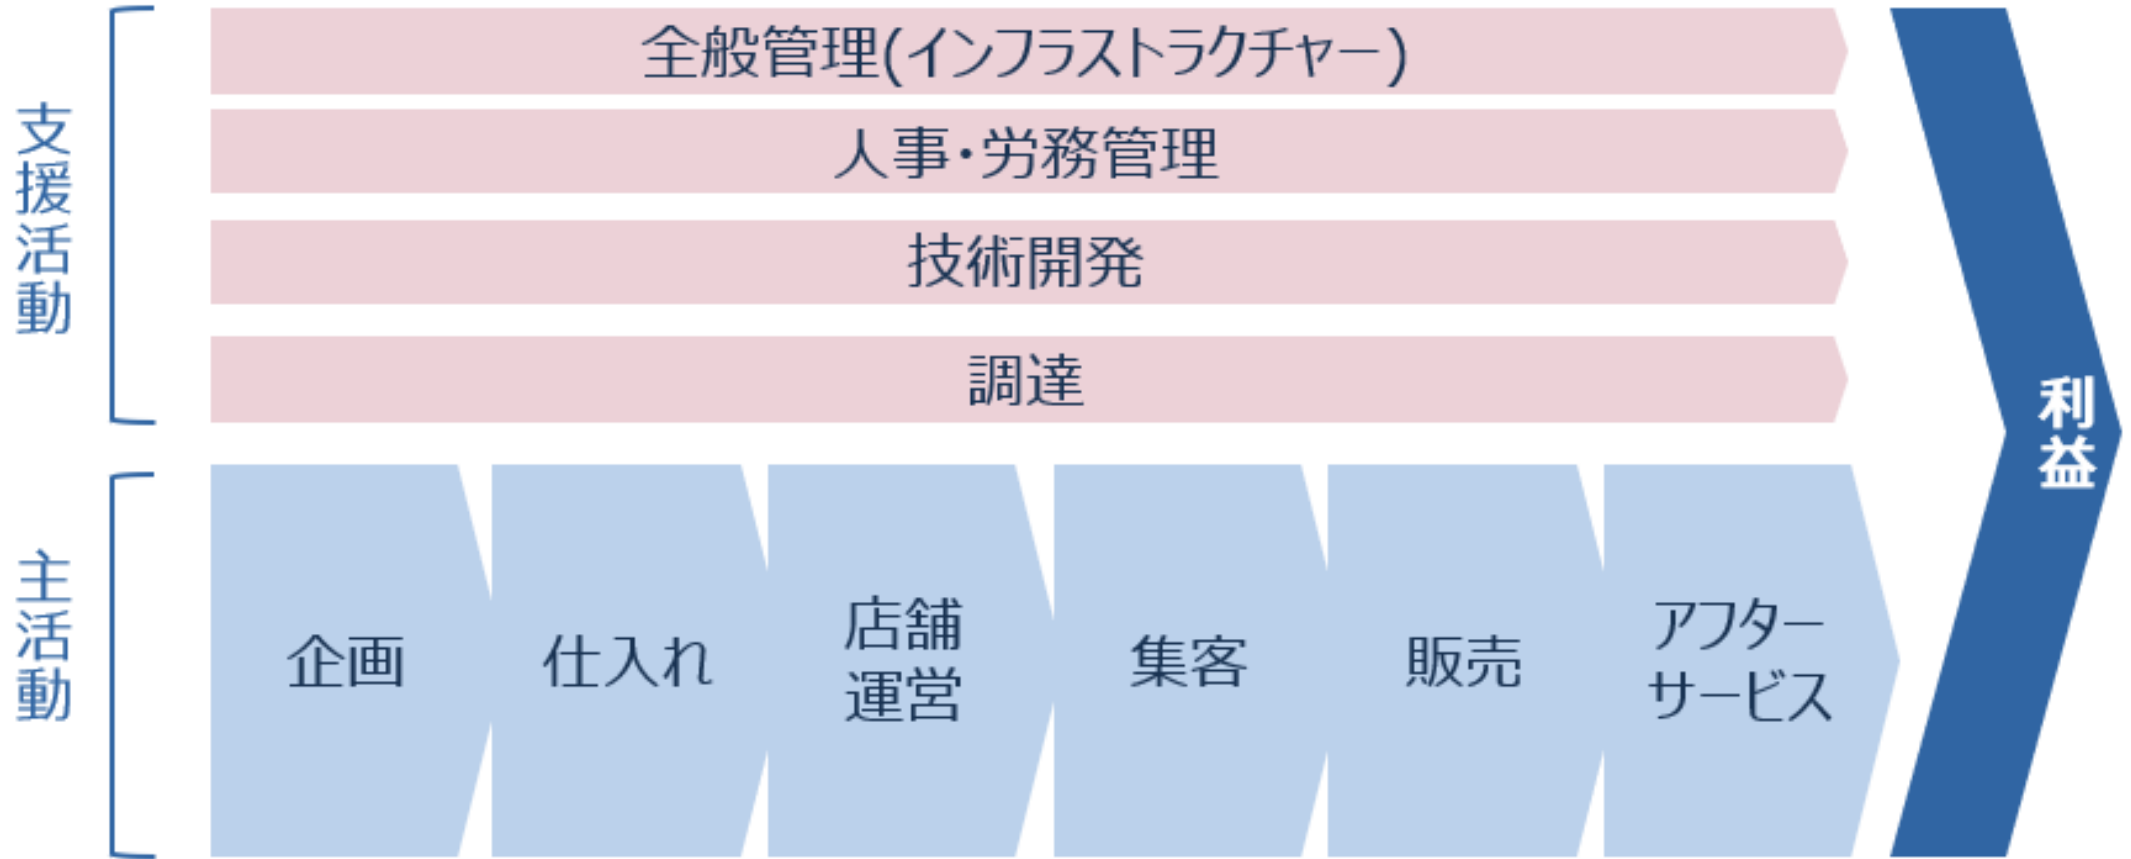 支援活動
全般管理(インフラストラクチャー)
人事・労務管理
技術開発
調達
主活動
企画
仕入れ
店舗
運営
集客
販売
アフター
サービス
利益